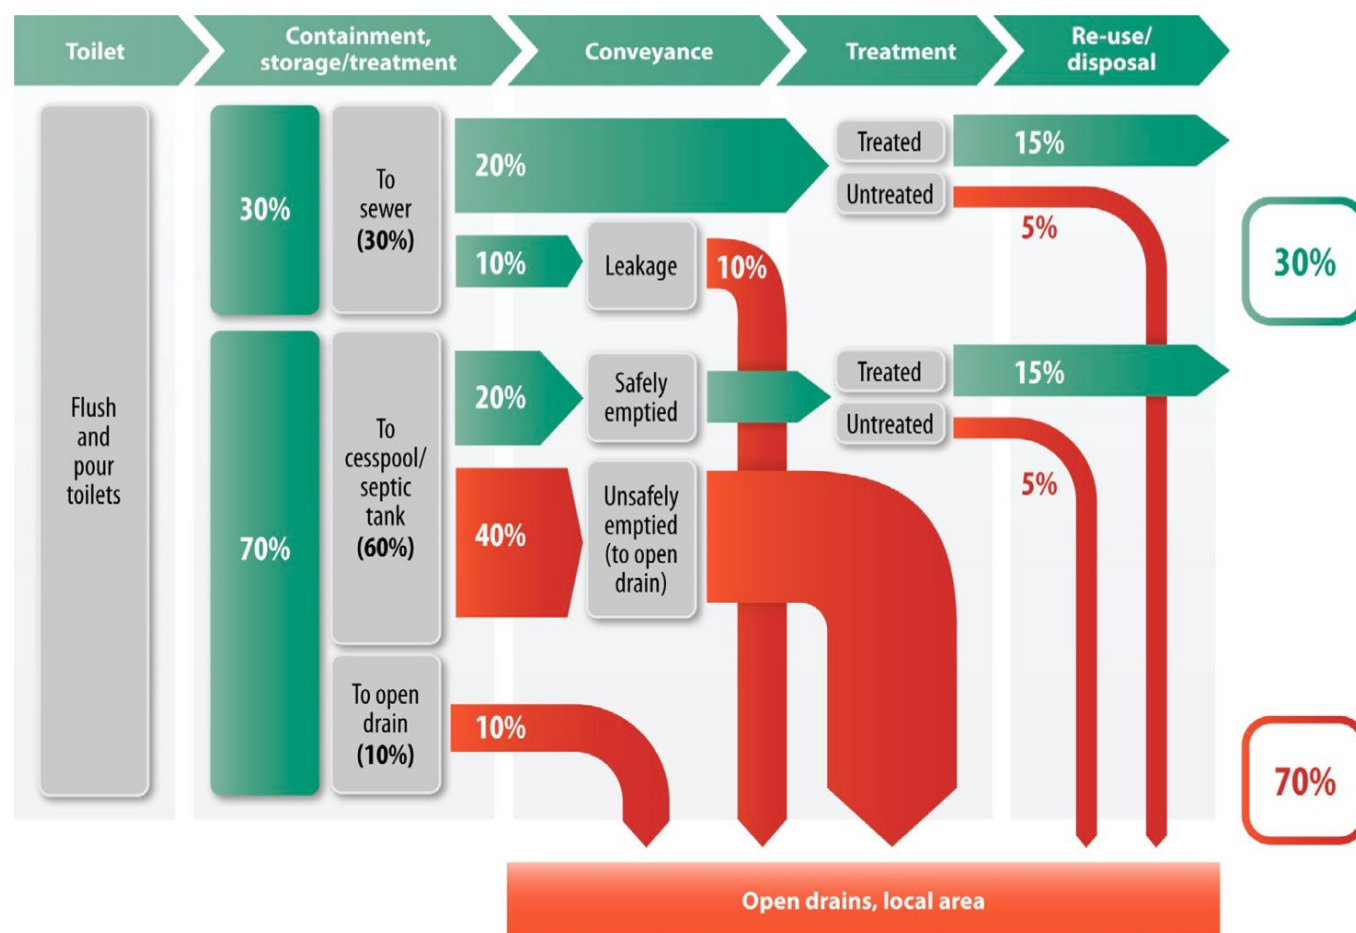 Toilet
Containment,
storage/treatment
Conveyance
Treatment
Re-use/
disposal
Flush
and
pour
toilets
30%
To
sewer
(30%)
20%
Treated
15%
Untreated
5%
10%
Leakage
10%
30%
70%
To
cesspool/
septic
tank
(60%)
20%
Safely
emptied
Treated
15%
Untreated
5%
40%
Unsafely
emptied
(to open
drain)
To open
drain
(10%)
10%
70%
Open drains, local area